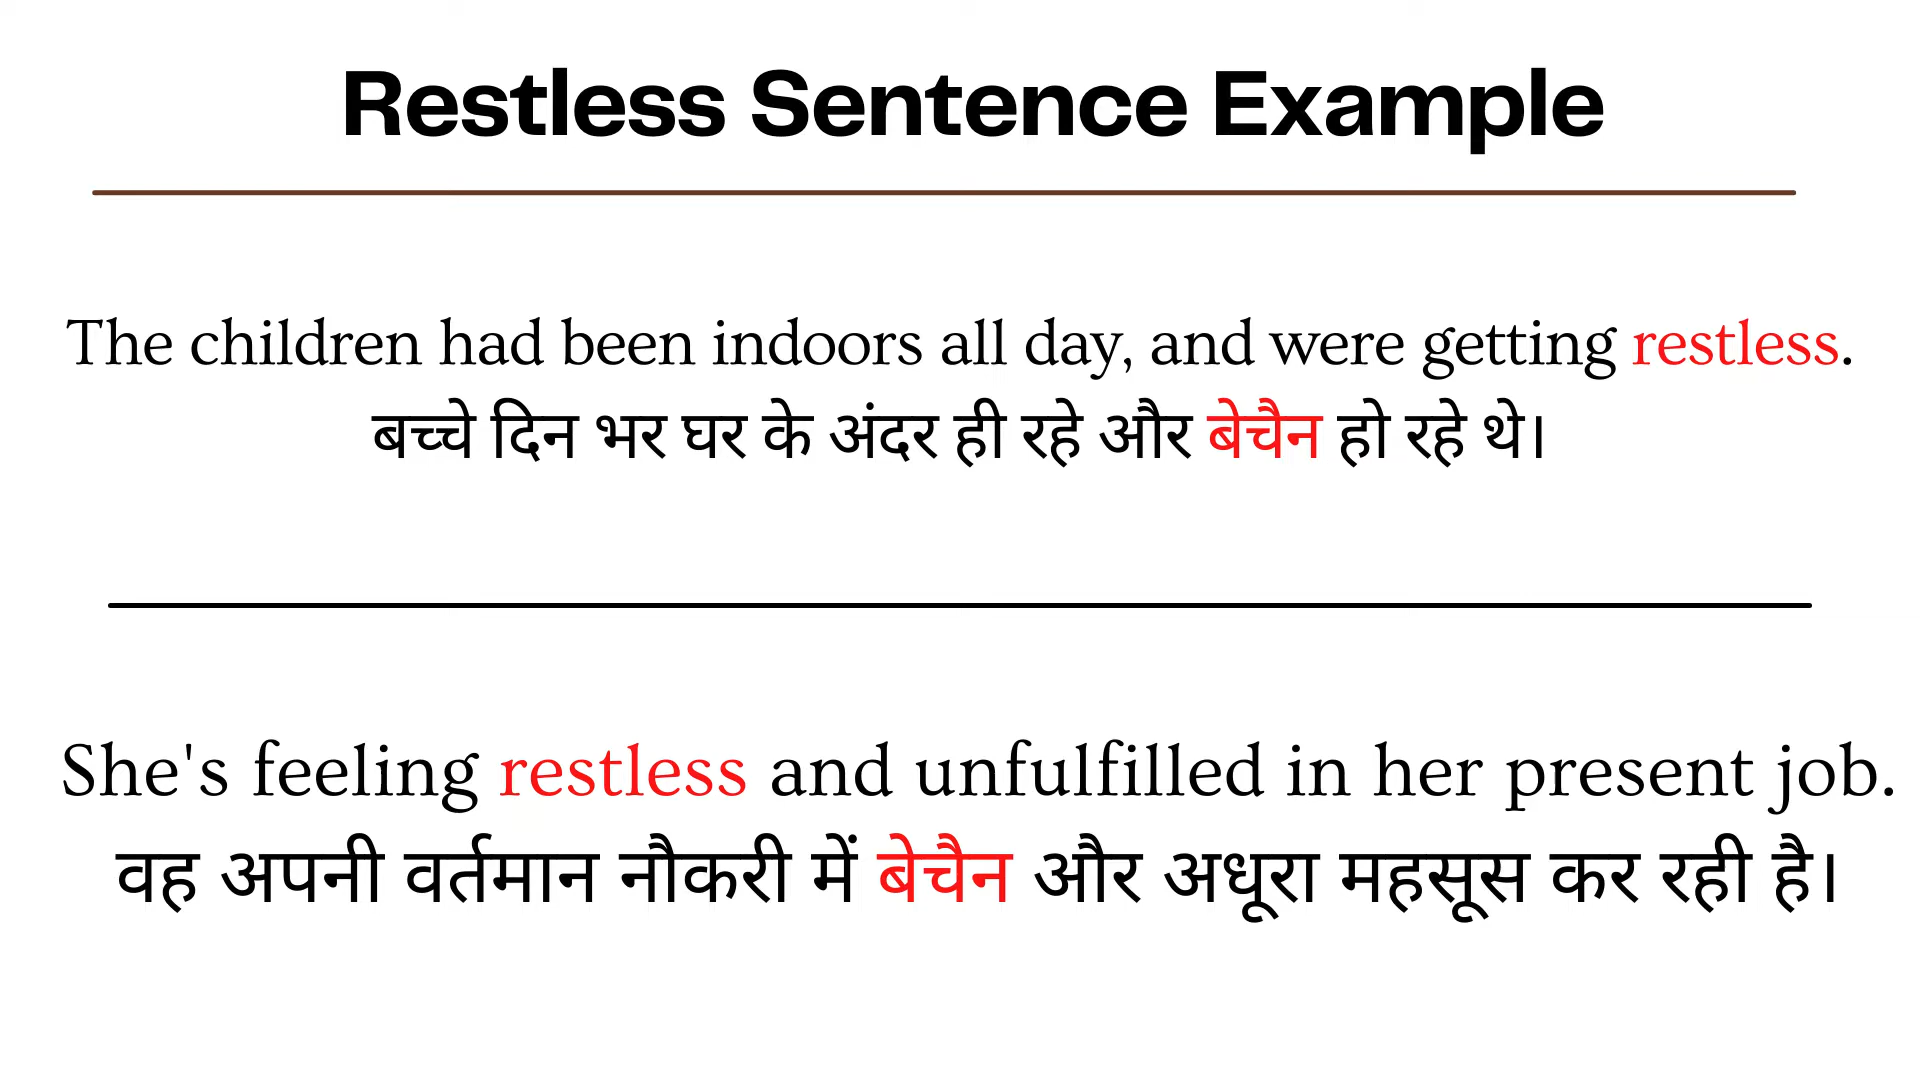 Restless Sentence Example
The children had been indoors all day, and were getting restless.
बच्चे दिन भर घर के अंदर ही रहे और बेचैन हो रहे थे।
She's feeling restless and unfulfilled in her present job.
वह अपनी वर्तमान नौकरी में बेचैन और अधूरा महसूस कर रही है।